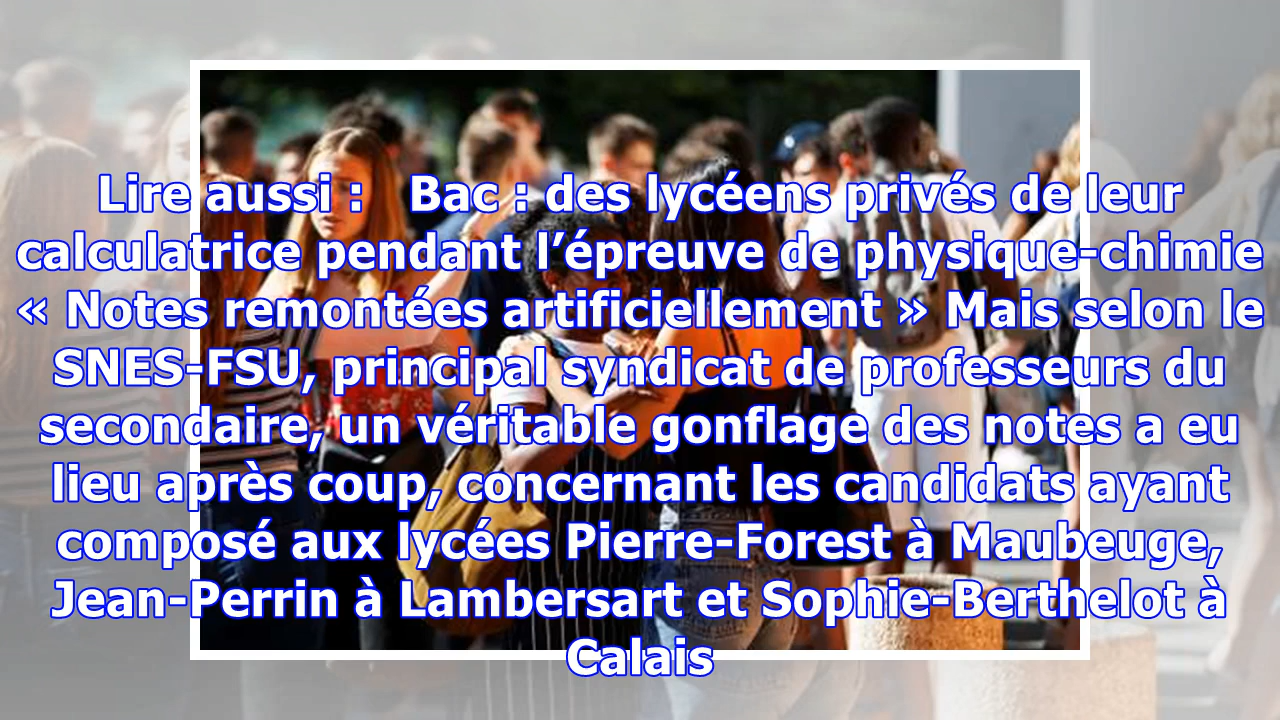 Lire aussi :   Bac : des lycéens privés de leur
calculatrice pendant l’épreuve de physique-chimie
« Notes remontées artificiellement » Mais selon le
SNES-FSU, principal syndicat de professeurs du
secondaire, un véritable gonflage des notes a eu
lieu après coup, concernant les candidats ayant
composé aux lycées Pierre-Forest à Maubeuge,
Jean-Perrin à Lambersart et Sophie-Berthelot à
Calais